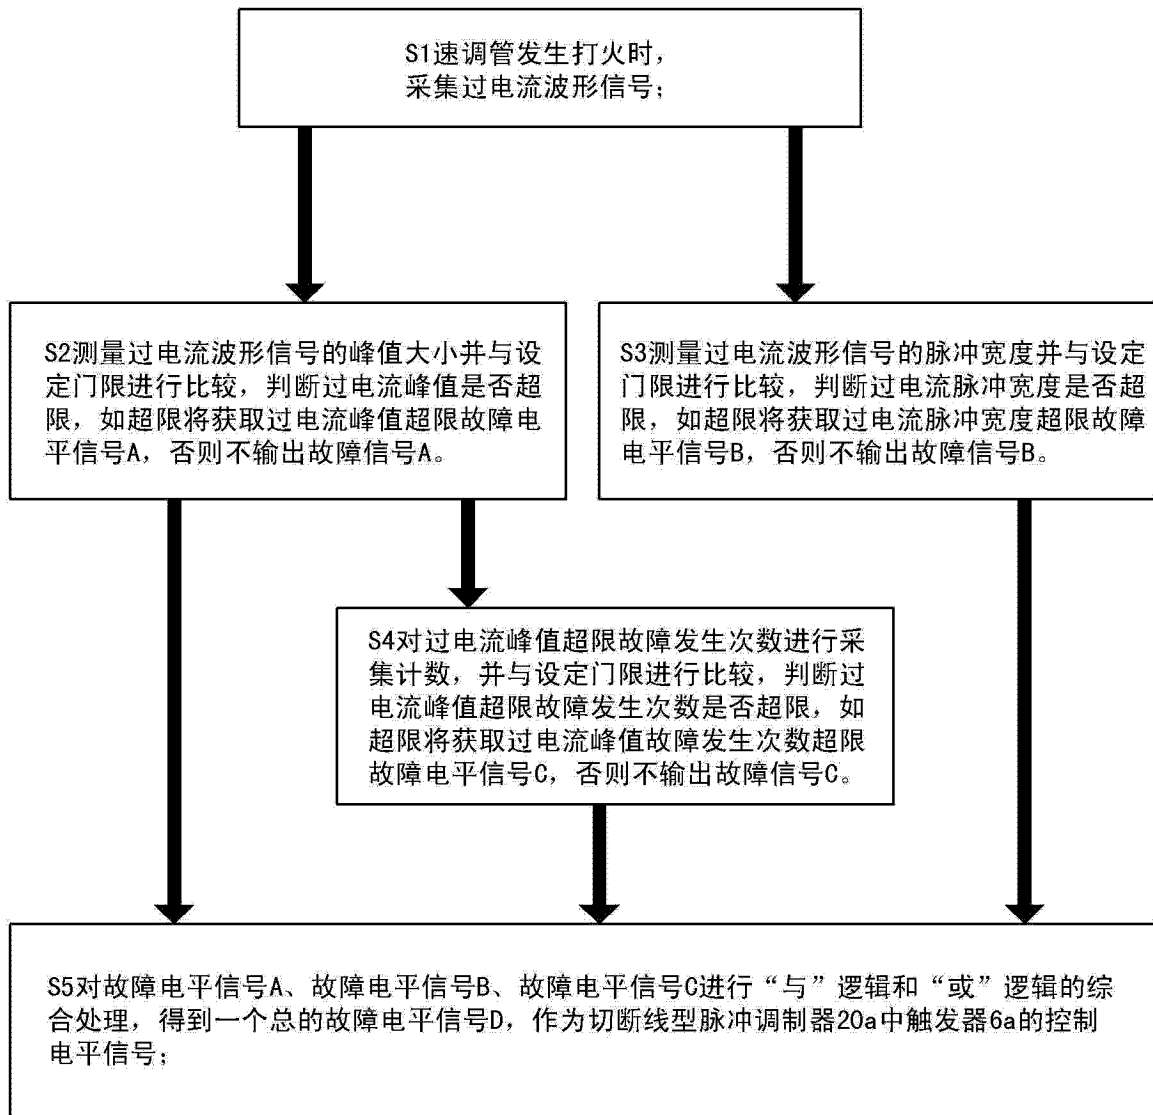 S1速调管发生打火时，
采集过电流波形信号；
S2测量过电流波形信号的峰值大小并与设
定门限进行比较，判断过电流峰值是否超
限，如超限将获取过电流峰值超限故障电
平信号A，否则不输出故障信号A。
S3测量过电流波形信号的脉冲宽度并与设定
门限进行比较，判断过电流脉冲宽度是否超
限，如超限将获取过电流脉冲宽度超限故障
电平信号B，否则不输出故障信号B。
S4对过电流峰值超限故障发生次数进行采
集计数，并与设定门限进行比较，判断过
电流峰值超限故障发生次数是否超限，如
超限将获取过电流峰值故障发生次数超限
故障电平信号C，否则不输出故障信号C。
S5对故障电平信号A、故障电平信号B、故障电平信号C进行“与”逻辑和“或”逻辑的综
合处理，得到一个总的故障电平信号D，作为切断线型脉冲调制器20a中触发器6a的控制
电平信号；